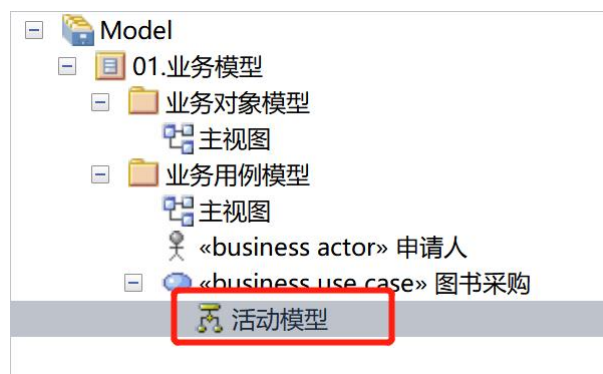 Model
01.业务模型
业务对象模型
主视图
业务用例模型
主视图
«business actor» 申请人
«business use case» 图书采购
活动模型